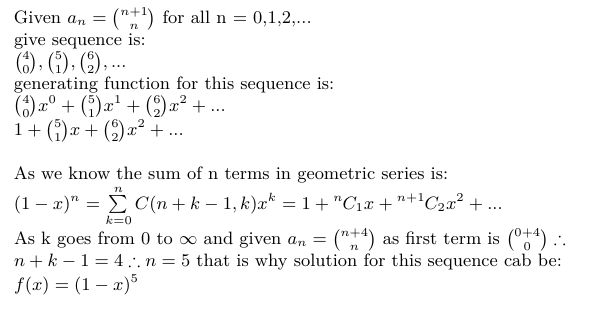 Given $a_n = \binom{n+1}{n}$ for all n = 0,1,2,...
give sequence is:
$\binom{4}{0}, \binom{5}{1}, \binom{6}{2}, ...$
generating function for this sequence is:
$\binom{4}{0}x^0 + \binom{5}{1}x^1 + \binom{6}{2}x^2 + ...$
$1 + \binom{5}{1}x + \binom{6}{2}x^2 + ...$
As we know the sum of n terms in geometric series is:
$(1-x)^n = \sum_{k=0}^{n} C(n+k-1,k)x^k = 1 + {}^nC_1x + {}^{n+1}C_2x^2 + ...$
As k goes from 0 to $\infty$ and given $a_n = \binom{n+4}{n}$ as first term is $\binom{0+4}{0}$ $\therefore$
$n+k-1 = 4 \therefore n = 5$ that is why solution for this sequence cab be:
$f(x) = (1-x)^5$